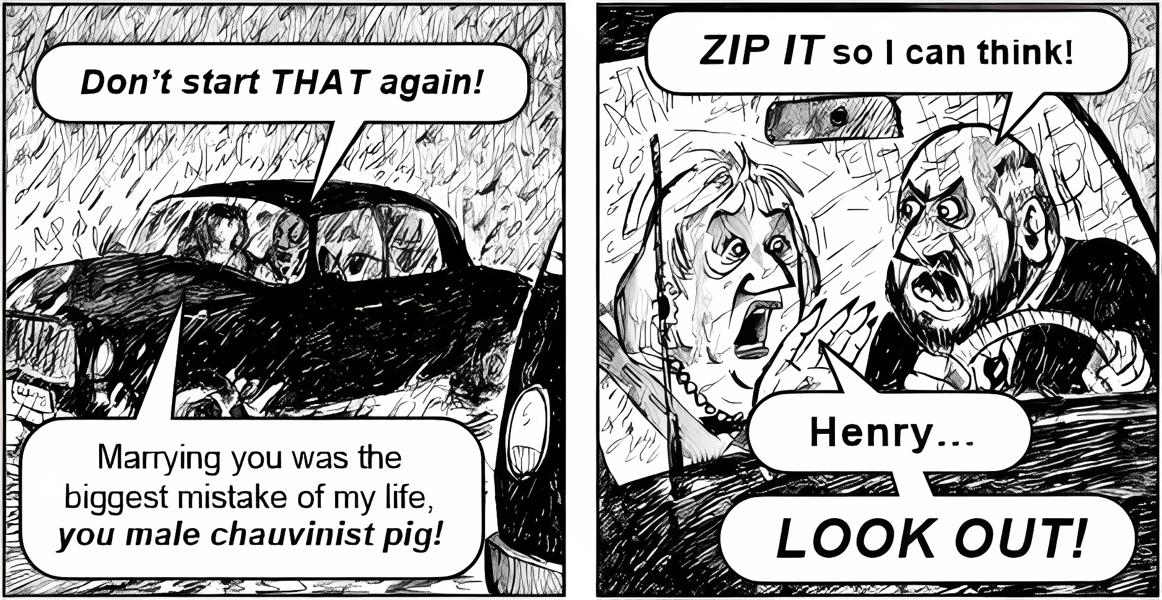 Don't start THAT again!
Marrying you was the
biggest mistake of my life,
you male chauvinist pig!
ZIP IT so I can think!
Henry...
LOOK OUT!